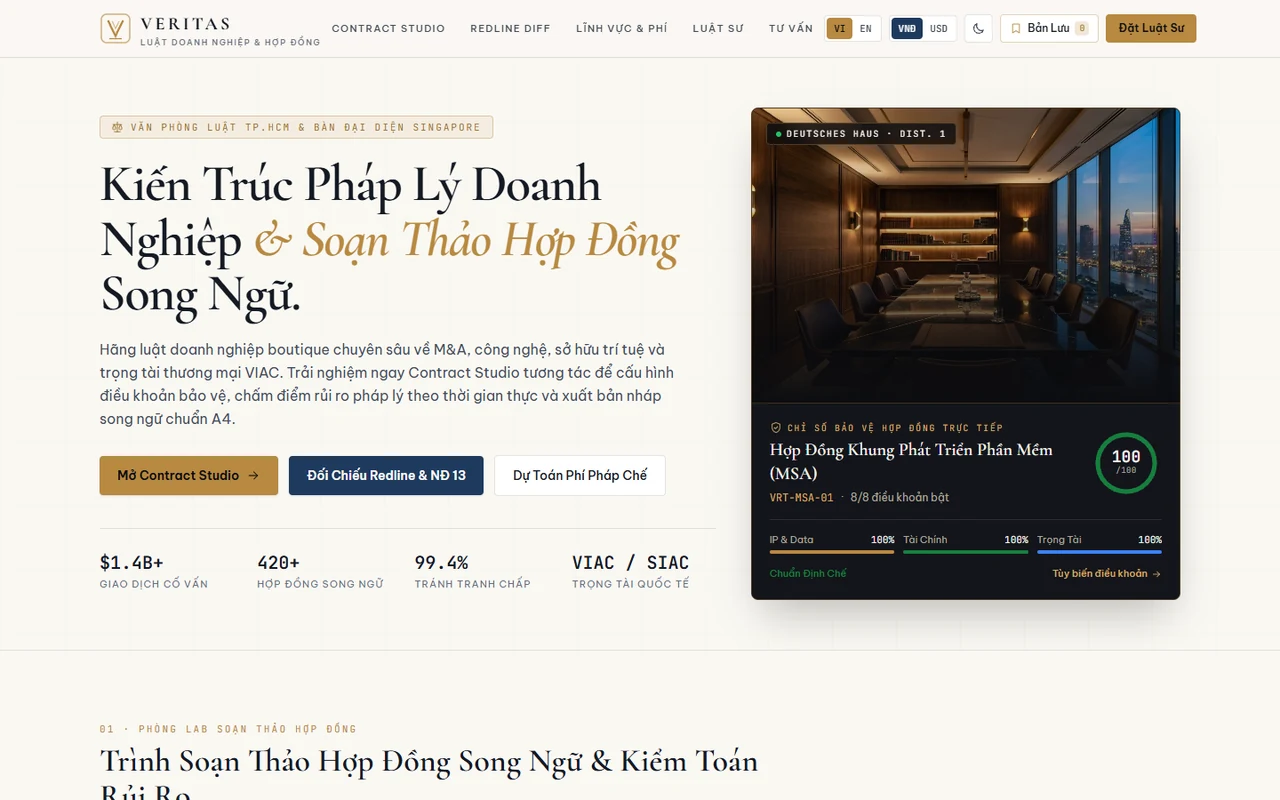 VERITAS
LUẬT DOANH NGHIỆP & HỢP ĐỒNG
CONTRACT STUDIO
REDLINE DIFF
LĨNH VỰC & PHÍ
LUẬT SƯ
TƯ VẤN
VI
EN
VNĐ
USD
Bản Lưu
0
Đặt Luật Sư
VĂN PHÒNG LUẬT TP.HCM & BÀN ĐẠI DIỆN SINGAPORE
Kiến Trúc Pháp Lý Doanh
Nghiệp & Soạn Thảo Hợp Đồng
Song Ngữ.
Hãng luật doanh nghiệp boutique chuyên sâu về M&A, công nghệ, sở hữu trí tuệ và
trọng tài thương mại VIAC. Trải nghiệm ngay Contract Studio tương tác để cấu hình
điều khoản bảo vệ, chấm điểm rủi ro pháp lý theo thời gian thực và xuất bản nháp
song ngữ chuẩn A4.
Mở Contract Studio →
Đối Chiếu Redline & NĐ 13
Dự Toán Phí Pháp Chế
$1.4B+
GIAO DỊCH CỐ VẤN
420+
HỢP ĐỒNG SONG NGỮ
99.4%
TRÁNH TRANH CHẤP
VIAC / SIAC
TRỌNG TÀI QUỐC TẾ
DEUTSCHES HAUS · DIST. 1
CHỈ SỐ BẢO VỆ HỢP ĐỒNG TRỰC TIẾP
Hợp Đồng Khung Phát Triển Phần Mềm
(MSA)
VRT-MSA-01 · 8/8 điều khoản bật
100
/100
IP & Data 100%
Tài Chính 100%
Trọng Tài 100%
Chuẩn Định Chế
Tùy biến điều khoản →
01 · PHÒNG LAB SOẠN THẢO HỢP ĐỒNG
Trình Soạn Thảo Hợp Đồng Song Ngữ & Kiểm Toán
Rủi Ro